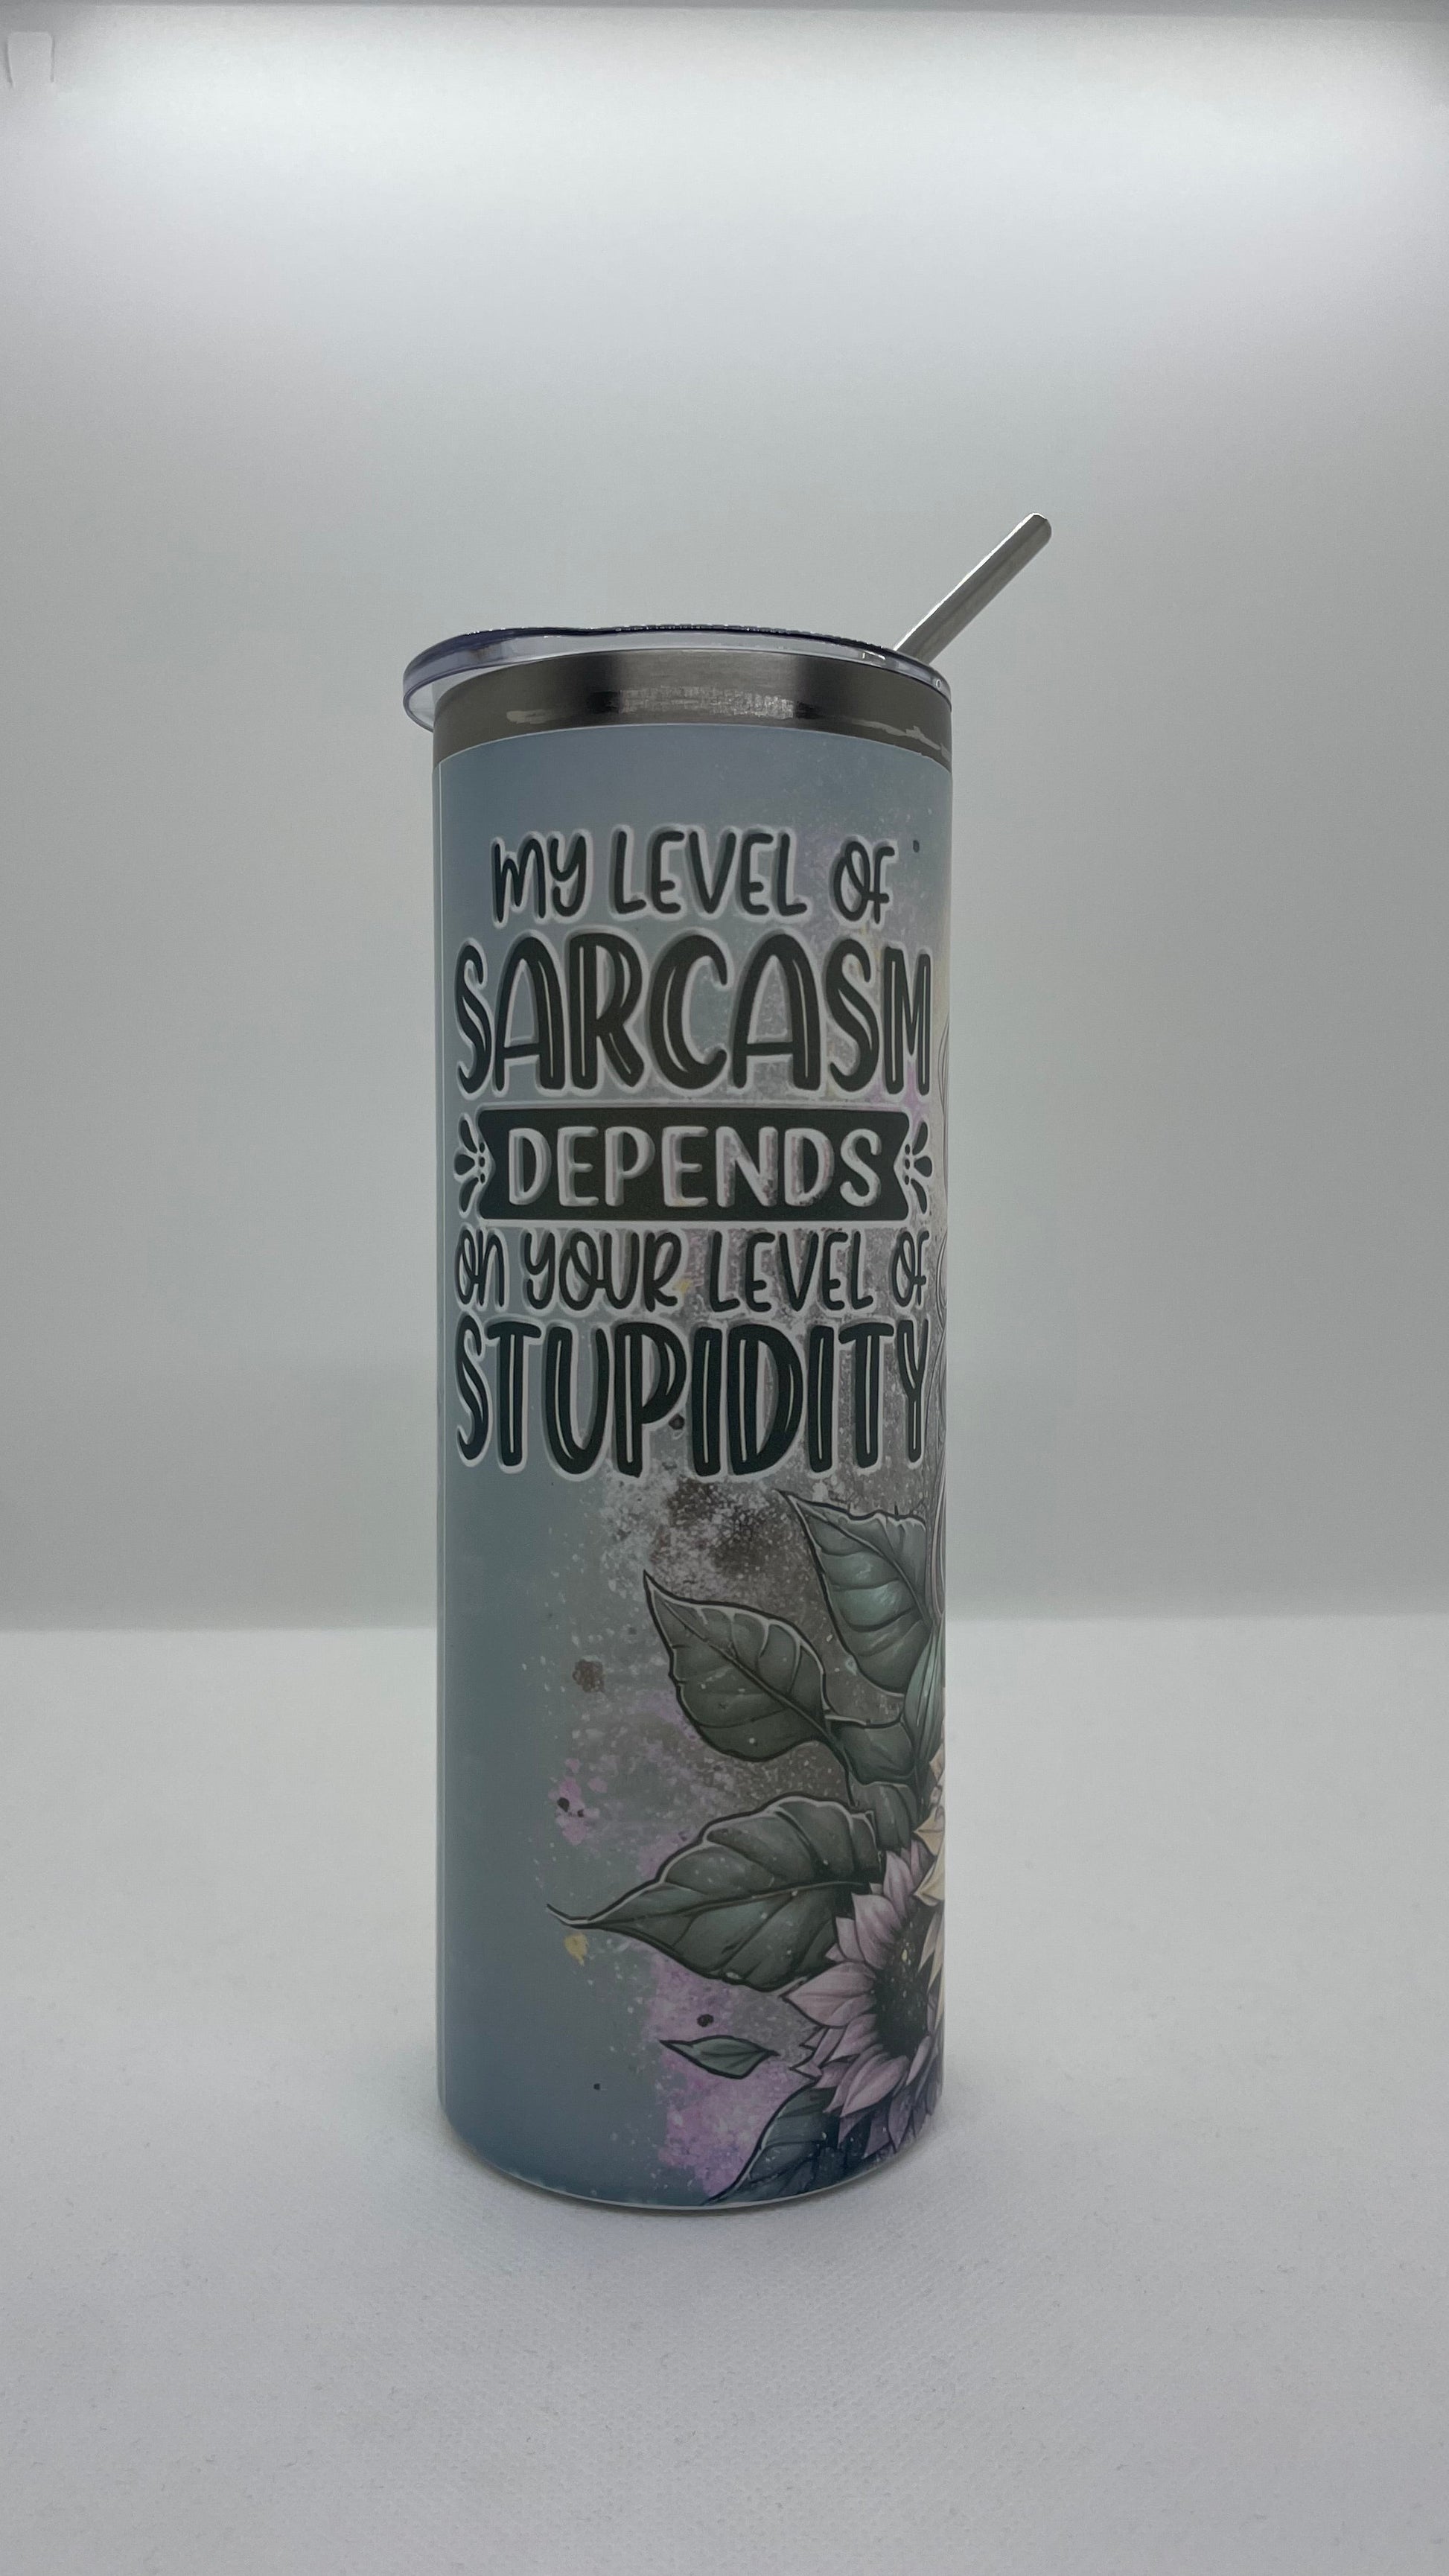 MY LEVEL OF
SARCASM
DEPENDS
ON YOUR LEVEL OF
STUPIDITY